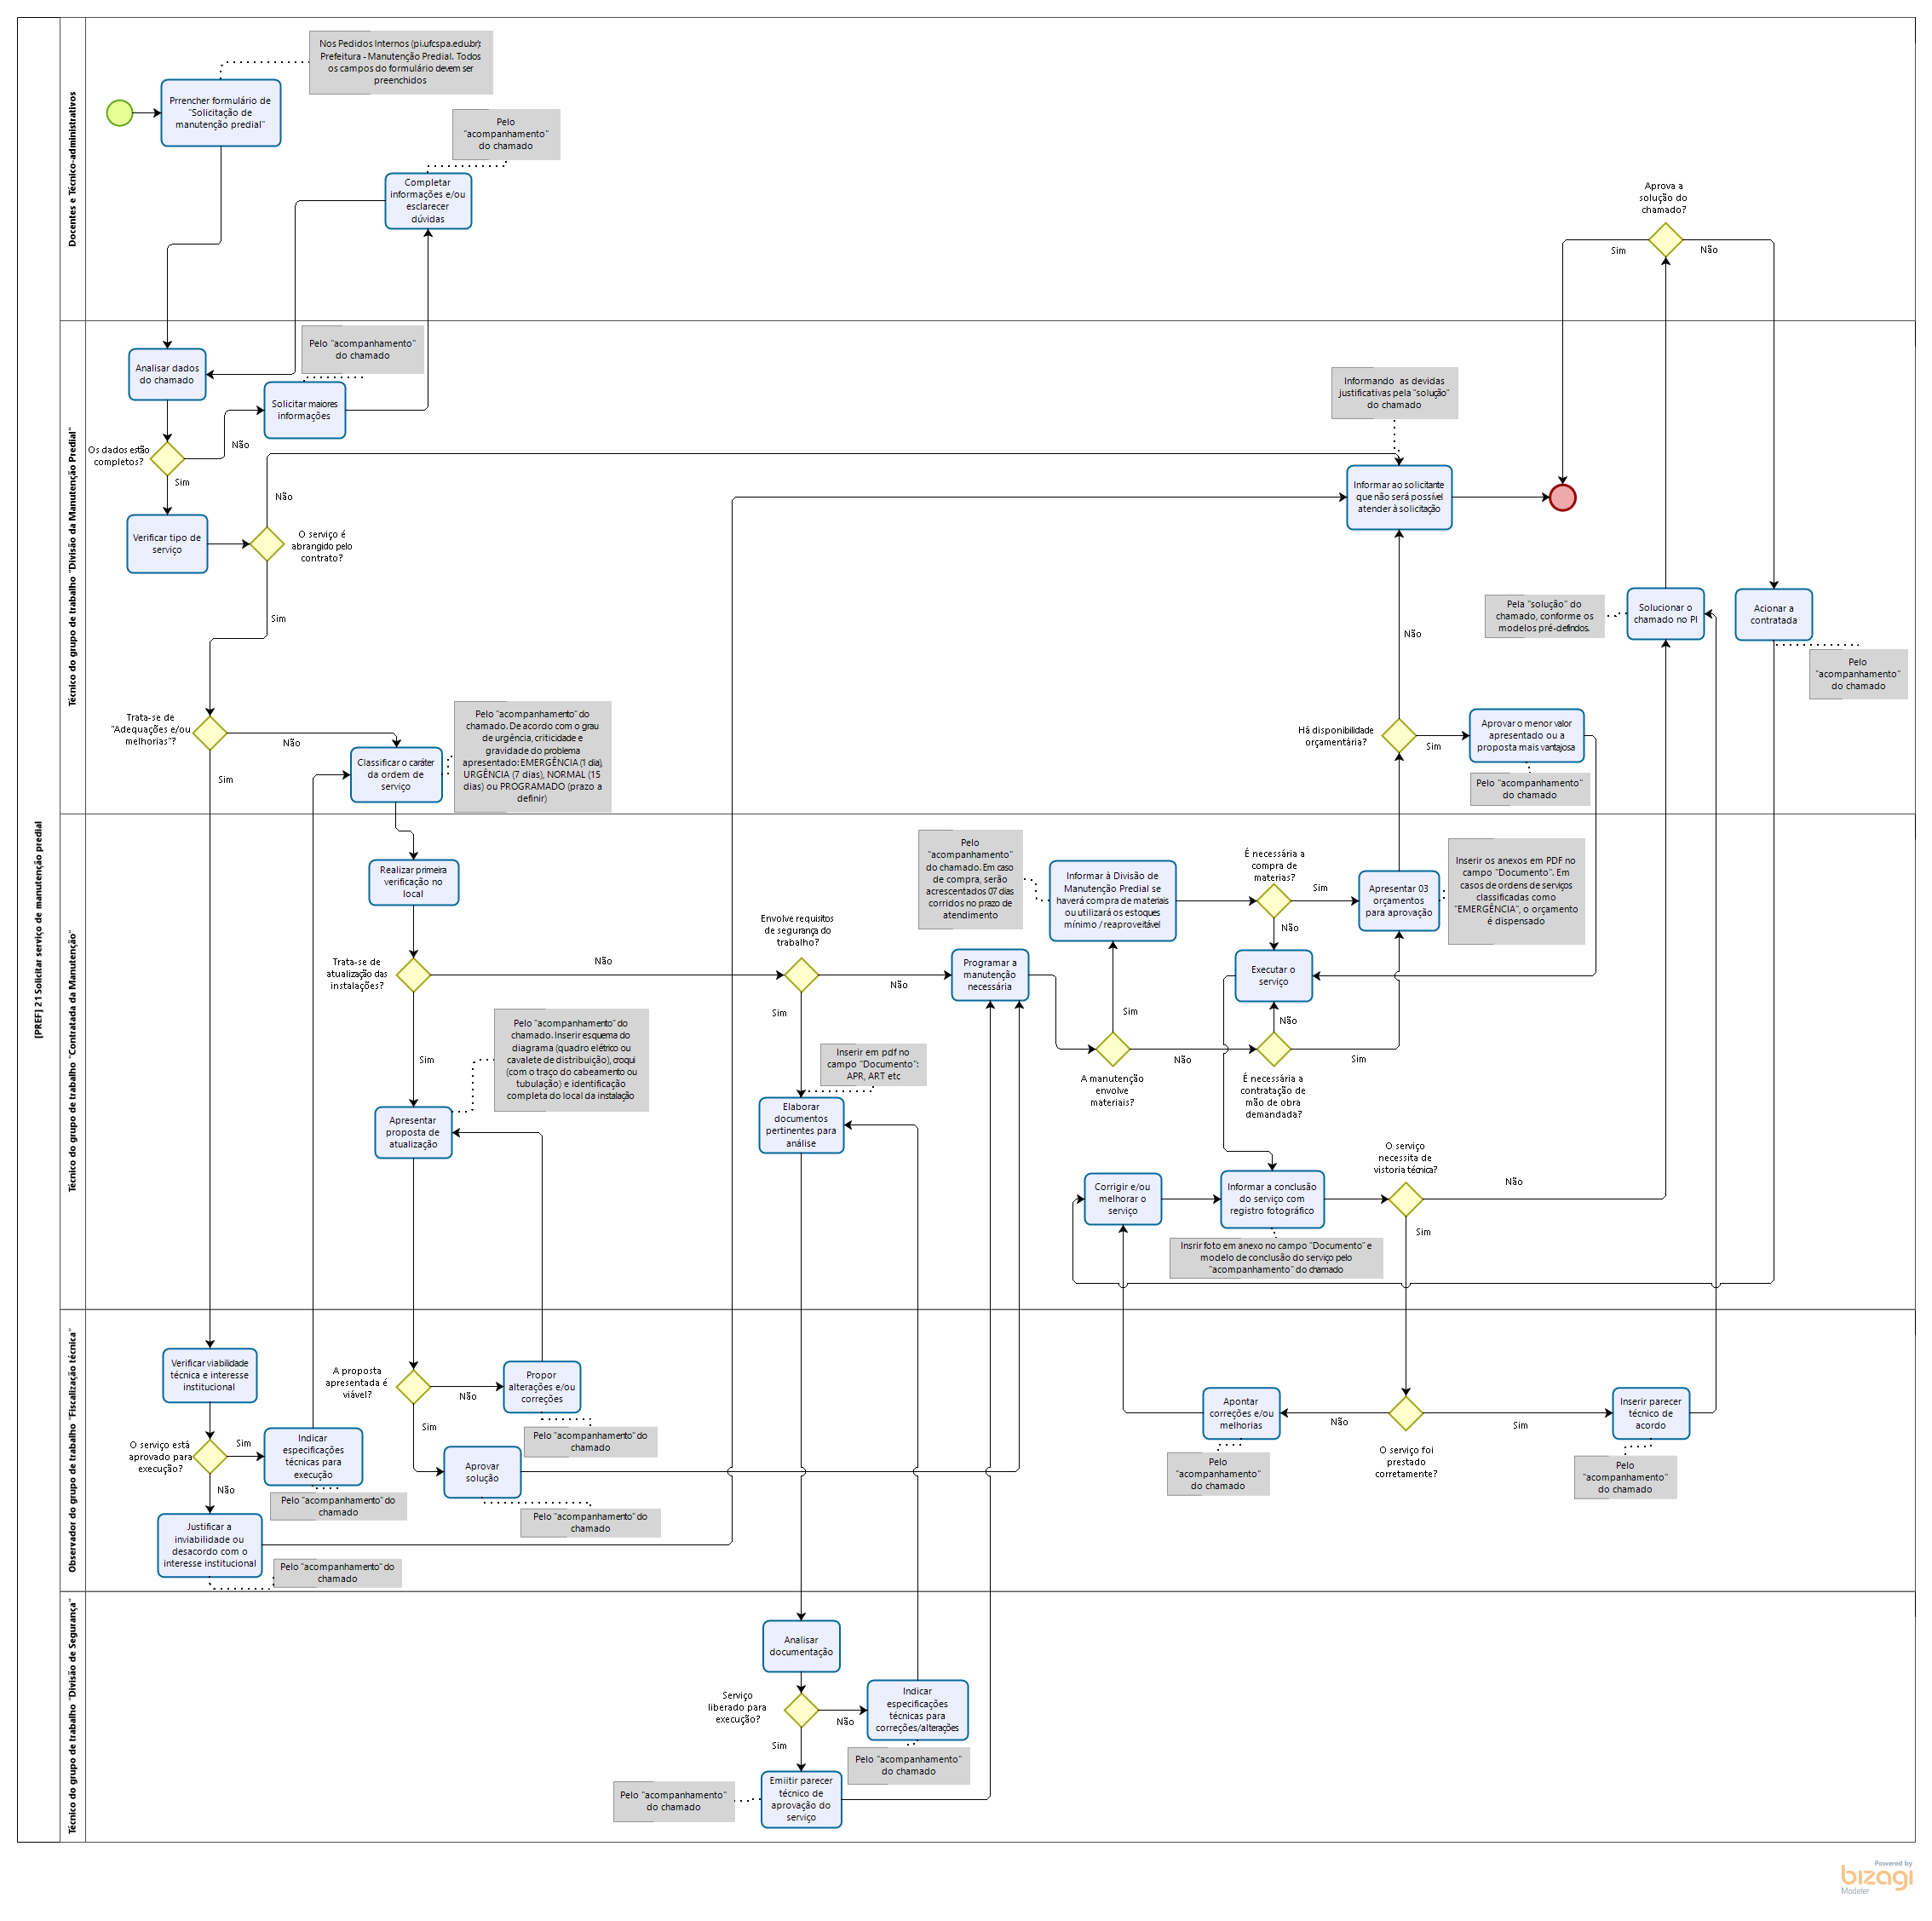 [PREF] 21 Solicitar serviço de manutenção predial
Docentes e Técnico-administrativos
Nos Pedidos Internos (pi.ufcspa.edu.br):
Prefeitura - Manutenção Predial. Todos
os campos do formulário devem ser
preenchidos
Prrencher formulário de
"Solicitação de
manutenção predial"
Pelo
"acompanhamento"
do chamado
Completar
informações e/ou
esclarecer
dúvidas
Aprova a
solução do
chamado?
Sim
Não
Técnico do grupo de trabalho "Divisão da Manutenção Predial"
Pelo "acompanhamento"
do chamado
Analisar dados
do chamado
Solicitar maiores
informações
Os dados estão
completos?
Não
Sim
Verificar tipo de
serviço
Não
O serviço é
abrangido pelo
contrato?
Sim
Informando as devidas
justificativas pela "solução"
do chamado
Informar ao solicitante
que não será possível
atender à solicitação
Pela "solução" do
chamado, conforme os
modelos pré-defindos.
Solucionar o
chamado no PI
Acionar a
contratada
Pelo
"acompanhamento"
do chamado
Não
Trata-se de
"Adequações e/ou
melhorias"?
Não
Sim
Classificar o caráter
da ordem de
serviço
Pelo "acompanhamento" do
chamado. De acordo com o grau
de urgência, criticidade e
gravidade do problema
apresentado: EMERGÊNCIA (1 dia),
URGÊNCIA (7 dias), NORMAL (15
dias) ou PROGRAMADO (prazo a
definir)
Há disponibilidade
orçamentária?
Sim
Aprovar o menor valor
apresentado ou a
proposta mais vantajosa
Pelo "acompanhamento"
do chamado
Técnico do grupo de trabalho "Contratada da Manutenção"
Realizar primeira
verificação no
local
Trata-se de
atualização das
instalações?
Não
Sim
Envolve requisitos
de segurança do
trabalho?
Não
Sim
Programar a
manutenção
necessária
Pelo
"acompanhamento"
do chamado. Em caso
de compra, serão
acrescentados 07 dias
corridos no prazo de
atendimento
Informar à Divisão de
Manutenção Predial se
haverá compra de materiais
ou utilizará os estoques
mínimo / reaproveitável
É necessária a
compra de
materias?
Sim
Não
Apresentar 03
orçamentos
para aprovação
Inserir os anexos em PDF no
campo "Documento". Em
casos de ordens de serviços
classificadas como
"EMERGÊNCIA", o orçamento
é dispensado
Executar o
serviço
Sim
Não
A manutenção
envolve
materiais?
Não
Sim
É necessária a
contratação de
mão de obra
demandada?
Pelo "acompanhamento" do
chamado. Inserir esquema do
diagrama (quadro elétrico ou
cavalete de distribuição), croqui
(com o traço do cabeamento ou
tubulação) e identificação
completa do local da instalação
Apresentar
proposta de
atualização
Inserir em pdf no
campo "Documento":
APR, ART etc
Elaborar
documentos
pertinentes para
análise
Corrigir e/ou
melhorar o
serviço
Informar a conclusão
do serviço com
registro fotográfico
Insrir foto em anexo no campo "Documento" e
modelo de conclusão do serviço pelo
"acompanhamento" do chamado
O serviço
necessita de
vistoria técnica?
Não
Sim
Observador do grupo de trabalho "Fiscalização técnica"
Verificar viabilidade
técnica e interesse
institucional
O serviço está
aprovado para
execução?
Sim
Não
Indicar
especificações
técnicas para
execução
Pelo "acompanhamento" do
chamado
Justificar a
inviabilidade ou
desacordo com o
interesse institucional
Pelo "acompanhamento" do
chamado
A proposta
apresentada é
viável?
Não
Sim
Propor
alterações e/ou
correções
Pelo "acompanhamento" do
chamado
Aprovar
solução
Pelo "acompanhamento" do
chamado
Apontar
correções e/ou
melhorias
Pelo
"acompanhamento"
do chamado
Não
Sim
O serviço foi
prestado
corretamente?
Inserir parecer
técnico de
acordo
Pelo
"acompanhamento"
do chamado
Técnico do grupo de trabalho "Divisão de Segurança"
Analisar
documentação
Serviço
liberado para
execução?
Não
Sim
Indicar
especificações
técnicas para
correções/alterações
Pelo "acompanhamento"
do chamado
Emiitir parecer
técnico de
aprovação do
serviço
Pelo "acompanhamento"
do chamado
Powered by
bizagi
Modeler